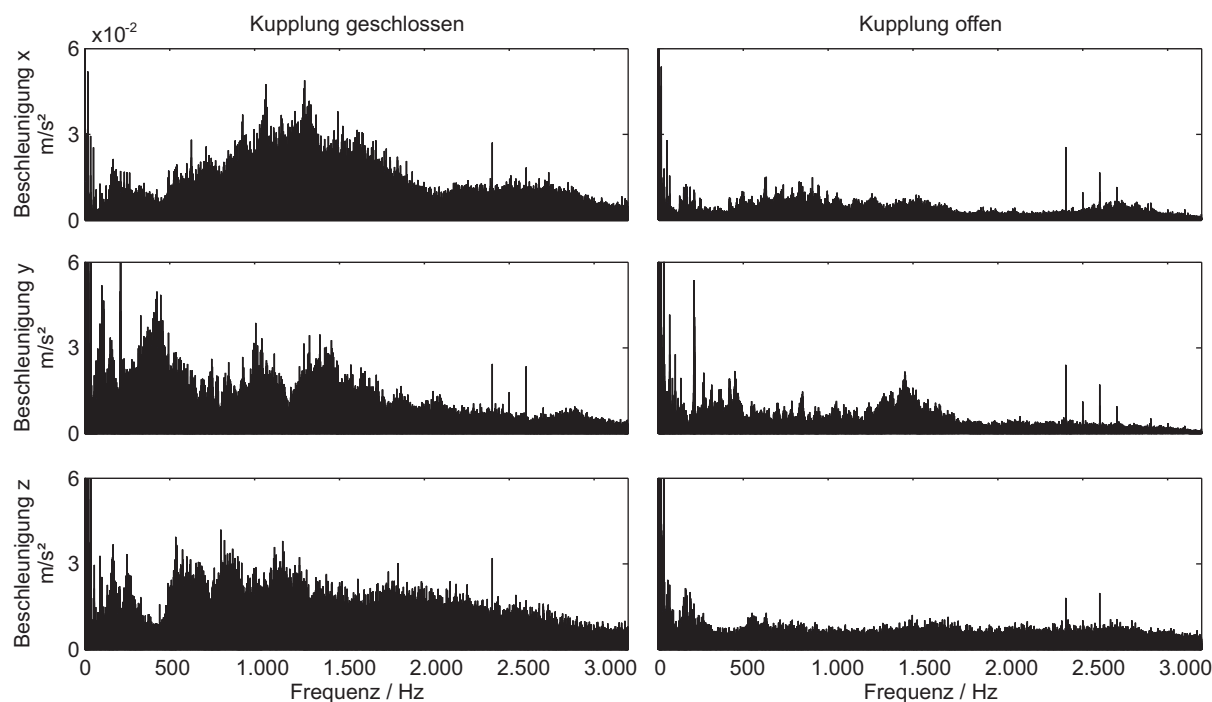 Kupplung geschlossen
Kupplung offen
x10-2
Beschleunigung x
m/s²
6
3
0
Beschleunigung y
m/s²
6
3
0
Beschleunigung z
m/s²
6
3
0
0 500 1.000 1.500 2.000 2.500 3.000
Frequenz / Hz
0 500 1.000 1.500 2.000 2.500 3.000
Frequenz / Hz